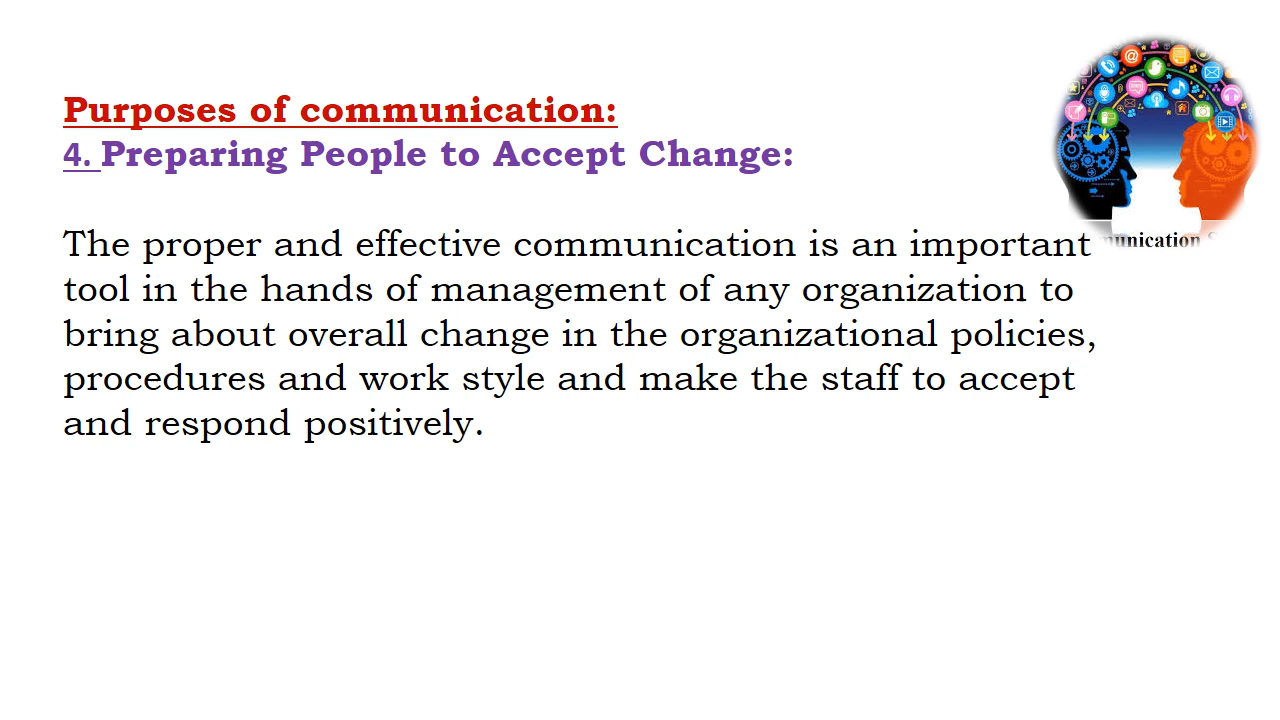 Purposes of communication:
4. Preparing People to Accept Change:
The proper and effective communication is an important
tool in the hands of management of any organization to
bring about overall change in the organizational policies,
procedures and work style and make the staff to accept
and respond positively.